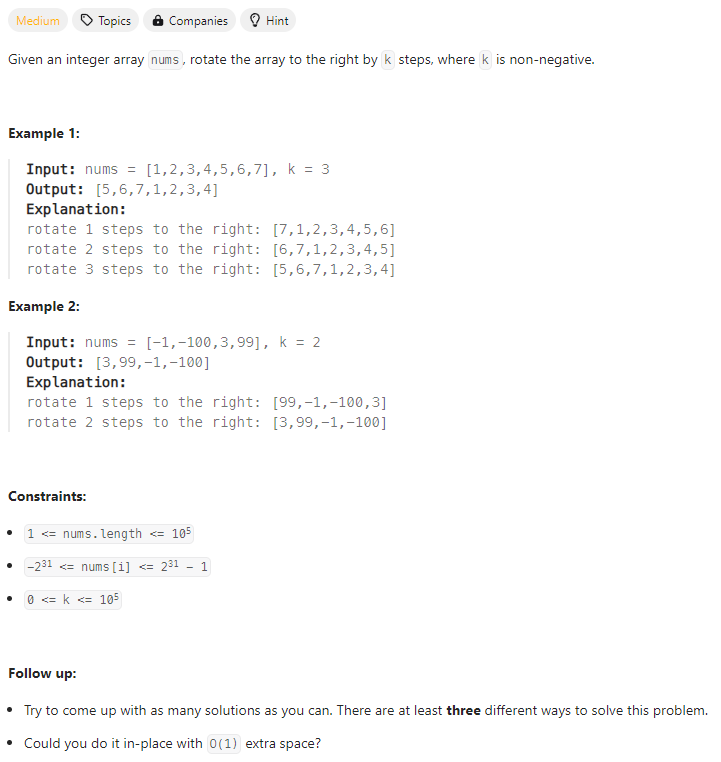 Medium Topics Companies Hint
Given an integer array nums, rotate the array to the right by k steps, where k is non-negative.
Example 1:
Input: nums = [1,2,3,4,5,6,7], k = 3
Output: [5,6,7,1,2,3,4]
Explanation:
rotate 1 steps to the right: [7,1,2,3,4,5,6]
rotate 2 steps to the right: [6,7,1,2,3,4,5]
rotate 3 steps to the right: [5,6,7,1,2,3,4]
Example 2:
Input: nums = [-1,-100,3,99], k = 2
Output: [3,99,-1,-100]
Explanation:
rotate 1 steps to the right: [99,-1,-100,3]
rotate 2 steps to the right: [3,99,-1,-100]
Constraints:
• 1 <= nums.length <= 10⁵
• -2³¹ <= nums[i] <= 2³¹ - 1
• 0 <= k <= 10⁵
Follow up:
• Try to come up with as many solutions as you can. There are at least three different ways to solve this problem.
• Could you do it in-place with O(1) extra space?